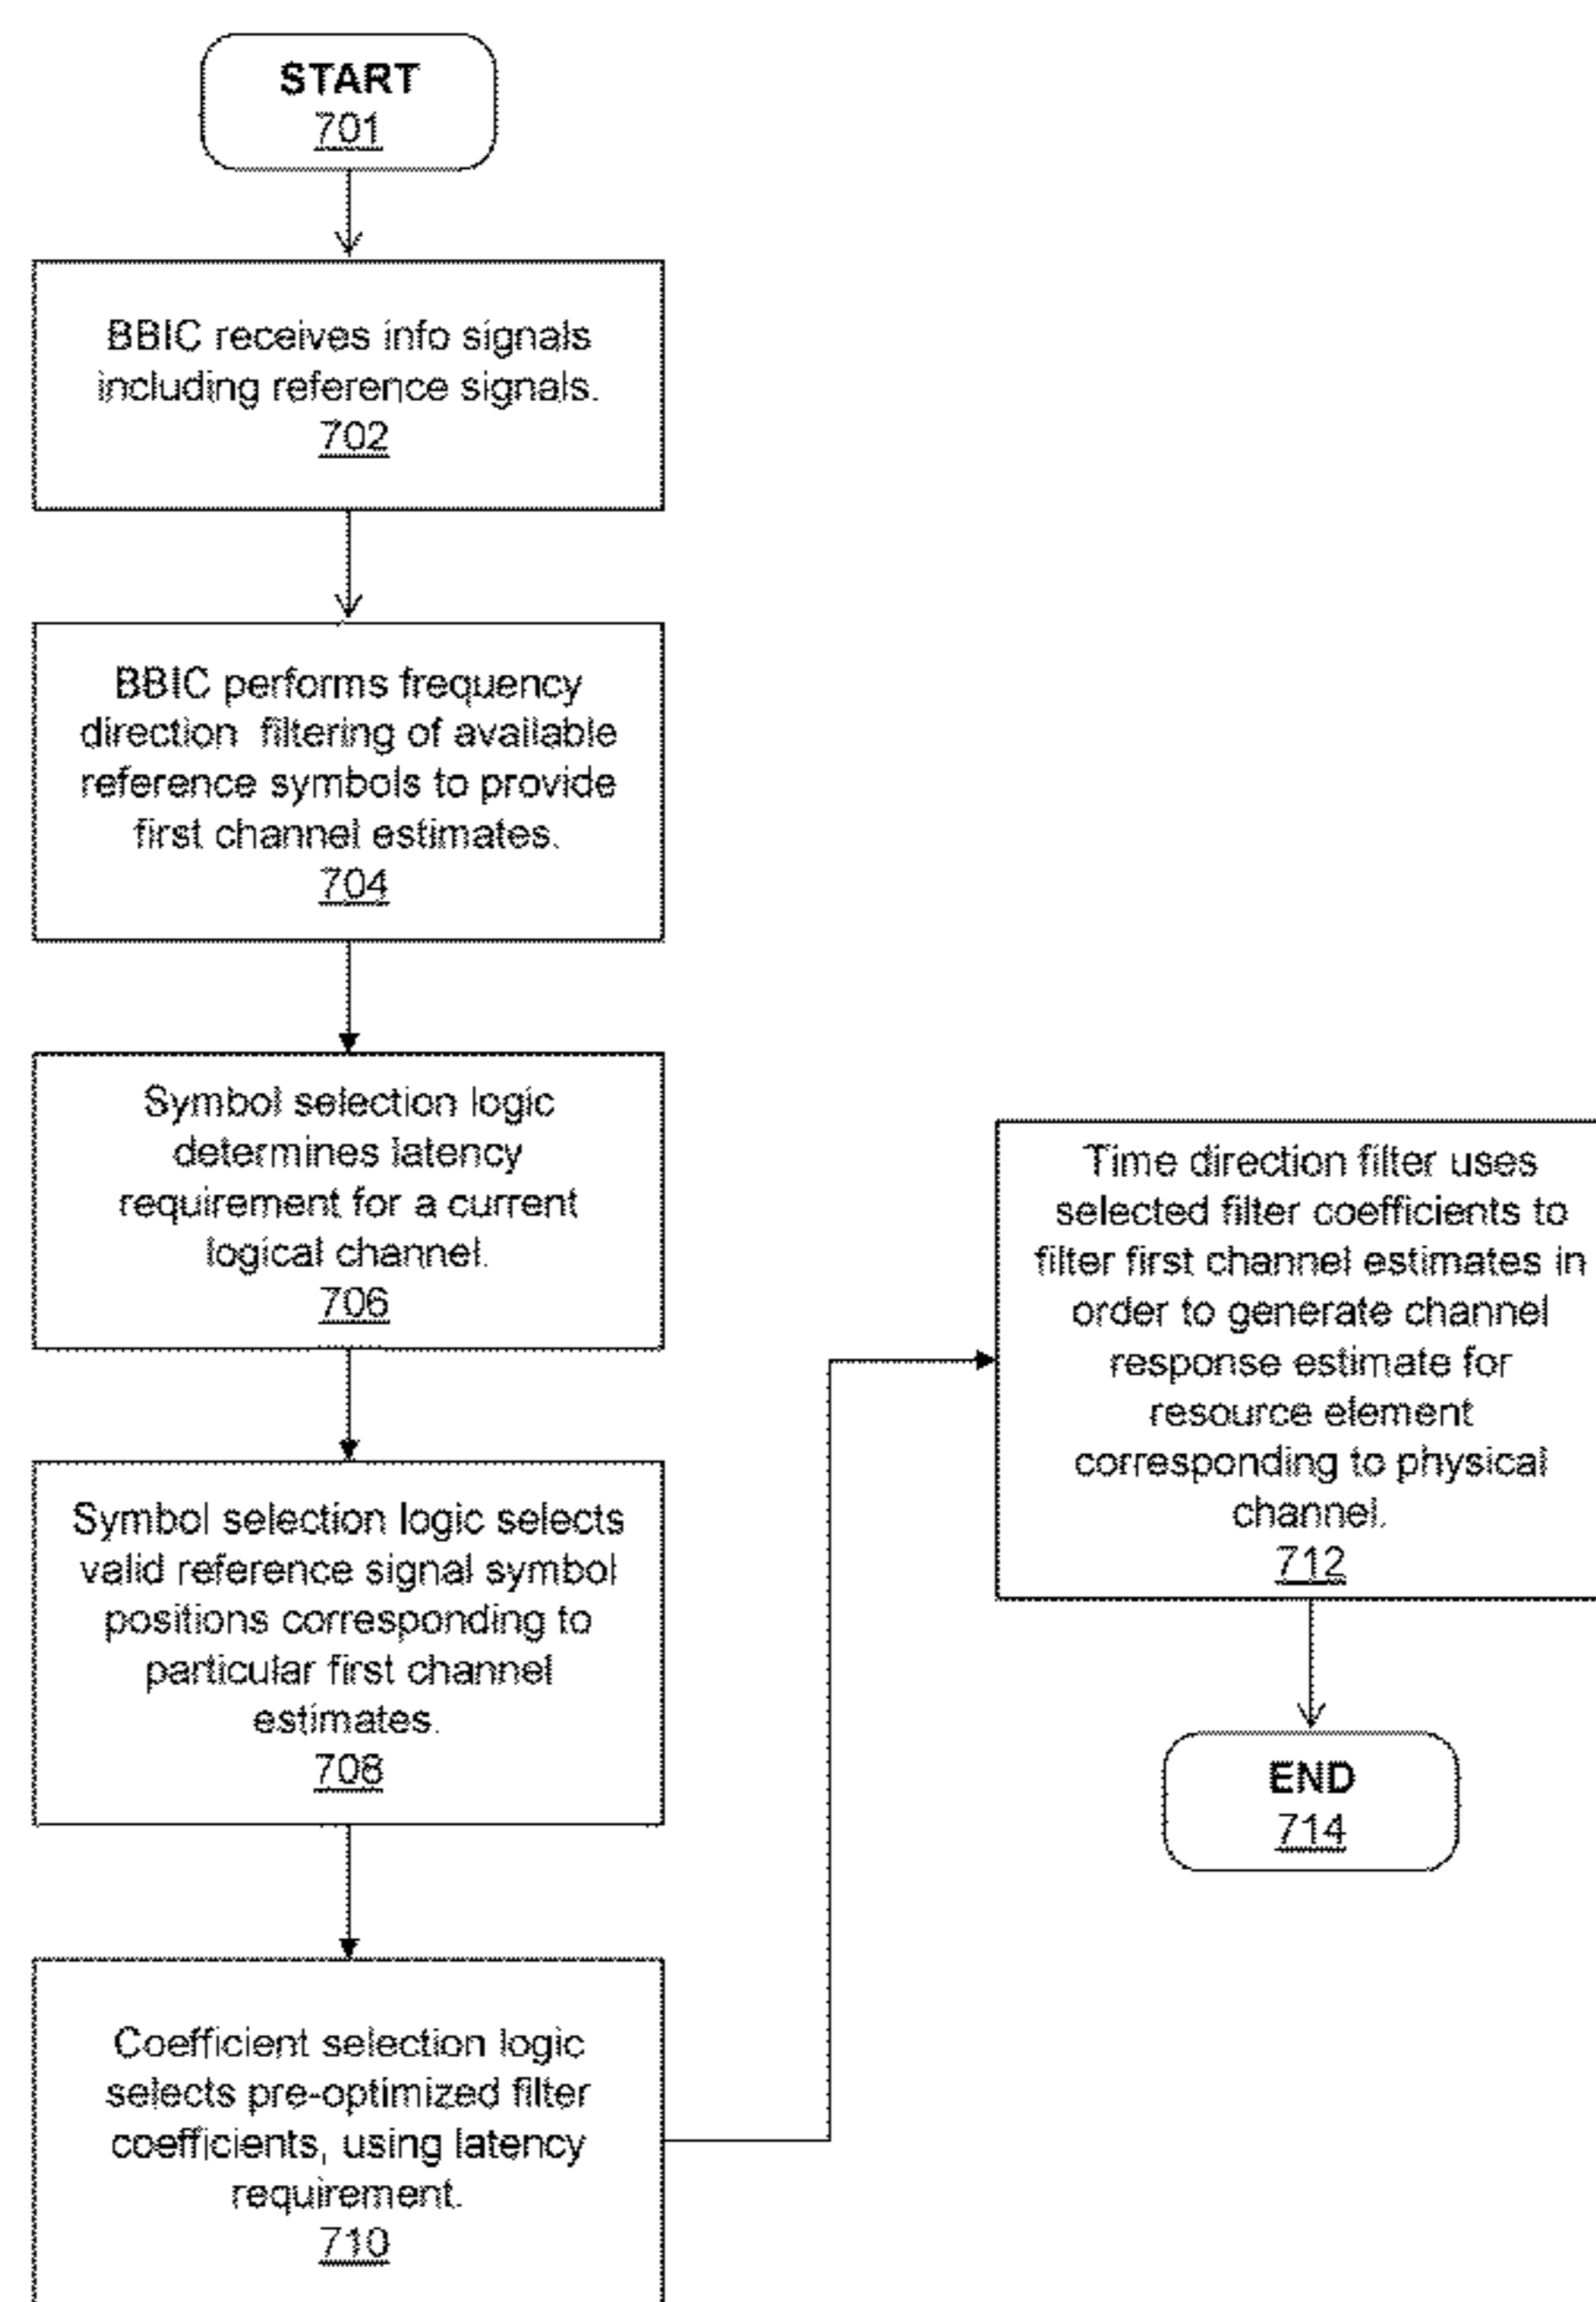 START
701
BBIC receives info signals
including reference signals.
702
BBIC performs frequency
direction filtering of available
reference symbols to provide
first channel estimates.
704
Symbol selection logic
determines latency
requirement for a current
logical channel.
706
Symbol selection logic selects
valid reference signal symbol
positions corresponding to
particular first channel
estimates.
708
Coefficient selection logic
selects pre-optimized filter
coefficients, using latency
requirement.
710
Time direction filter uses
selected filter coefficients to
filter first channel estimates in
order to generate channel
response estimate for
resource element
corresponding to physical
channel.
712
END
714